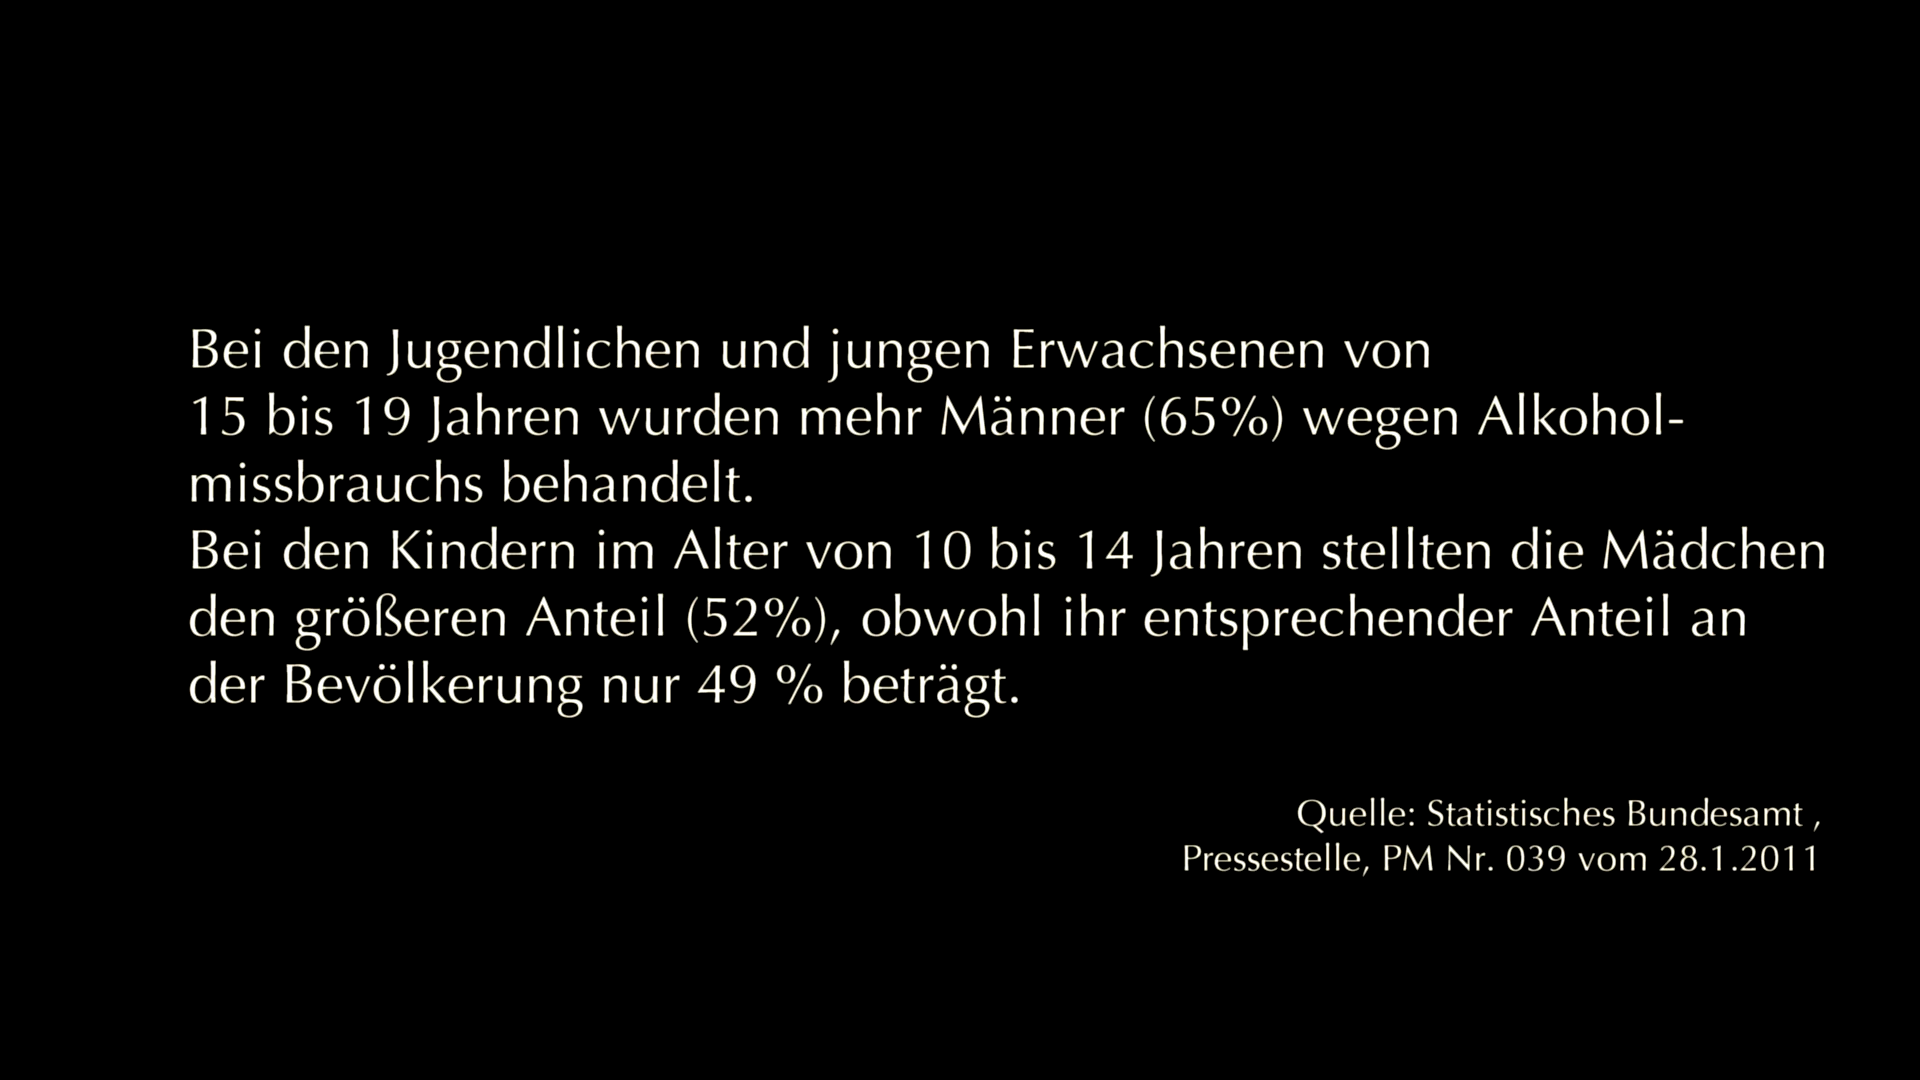 Bei den Jugendlichen und jungen Erwachsenen von
15 bis 19 Jahren wurden mehr Männer (65%) wegen Alkohol-
missbrauchs behandelt.
Bei den Kindern im Alter von 10 bis 14 Jahren stellten die Mädchen
den größeren Anteil (52%), obwohl ihr entsprechender Anteil an
der Bevölkerung nur 49 % beträgt.
Quelle: Statistisches Bundesamt ,
Pressestelle, PM Nr. 039 vom 28.1.2011